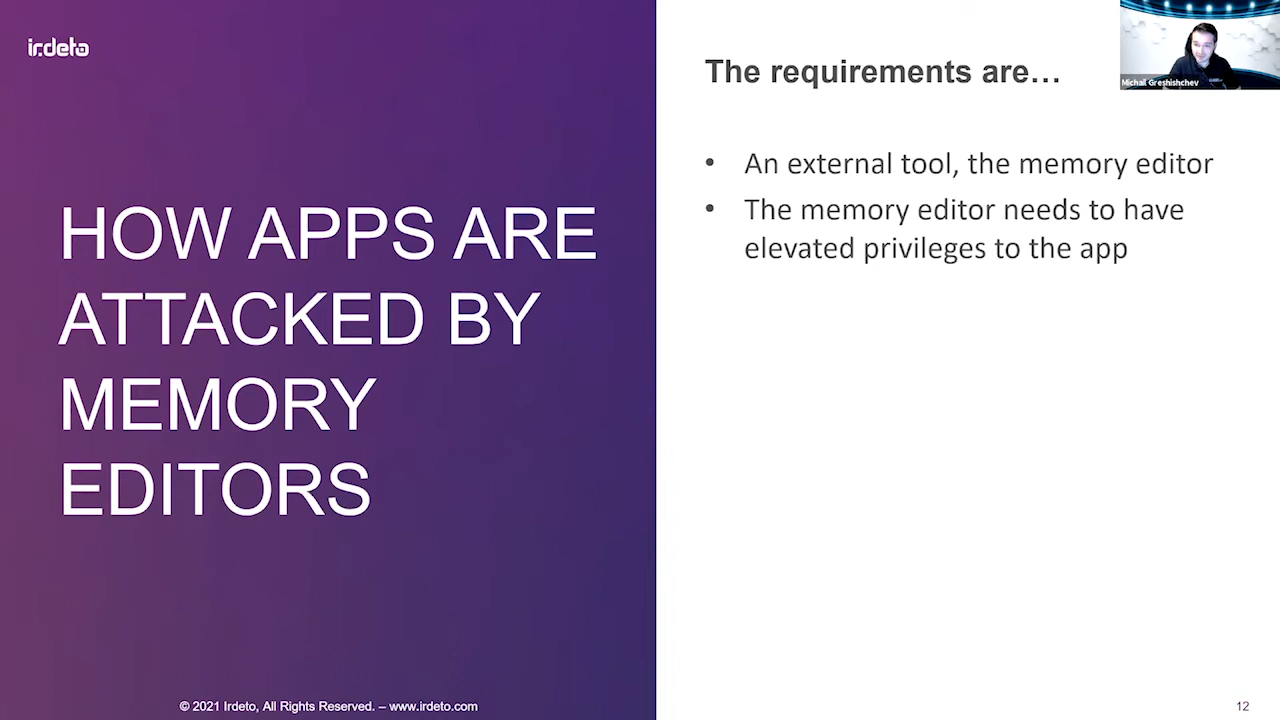 irdeto
HOW APPS ARE
ATTACKED BY
MEMORY
EDITORS
© 2021 Irdeto, All Rights Reserved. – www.irdeto.com
The requirements are…
• An external tool, the memory editor
• The memory editor needs to have
elevated privileges to the app
Michail Greshishchev
12